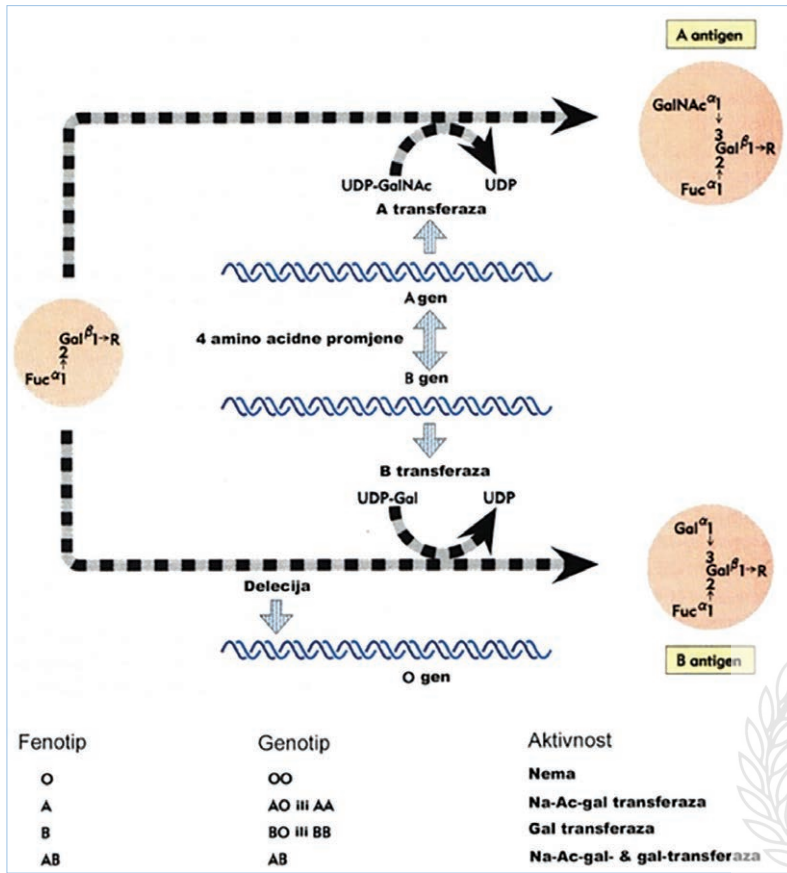 A antigen
GalNAcα1
↓
3
Galβ1→R
2
↑
Fucα1
UDP-GalNAc UDP
A transferaza
A gen
4 amino acidne promjene
B gen
Galβ1→R
2
↑
Fucα1
B transferaza
UDP-Gal UDP
Galα1
↓
3
Galβ1→R
2
↑
Fucα1
B antigen
Delecija
O gen
Fenotip Genotip Aktivnost
O OO Nema
A AO ili AA Na-Ac-gal transferaza
B BO ili BB Gal transferaza
AB AB Na-Ac-gal- & gal-transferaza